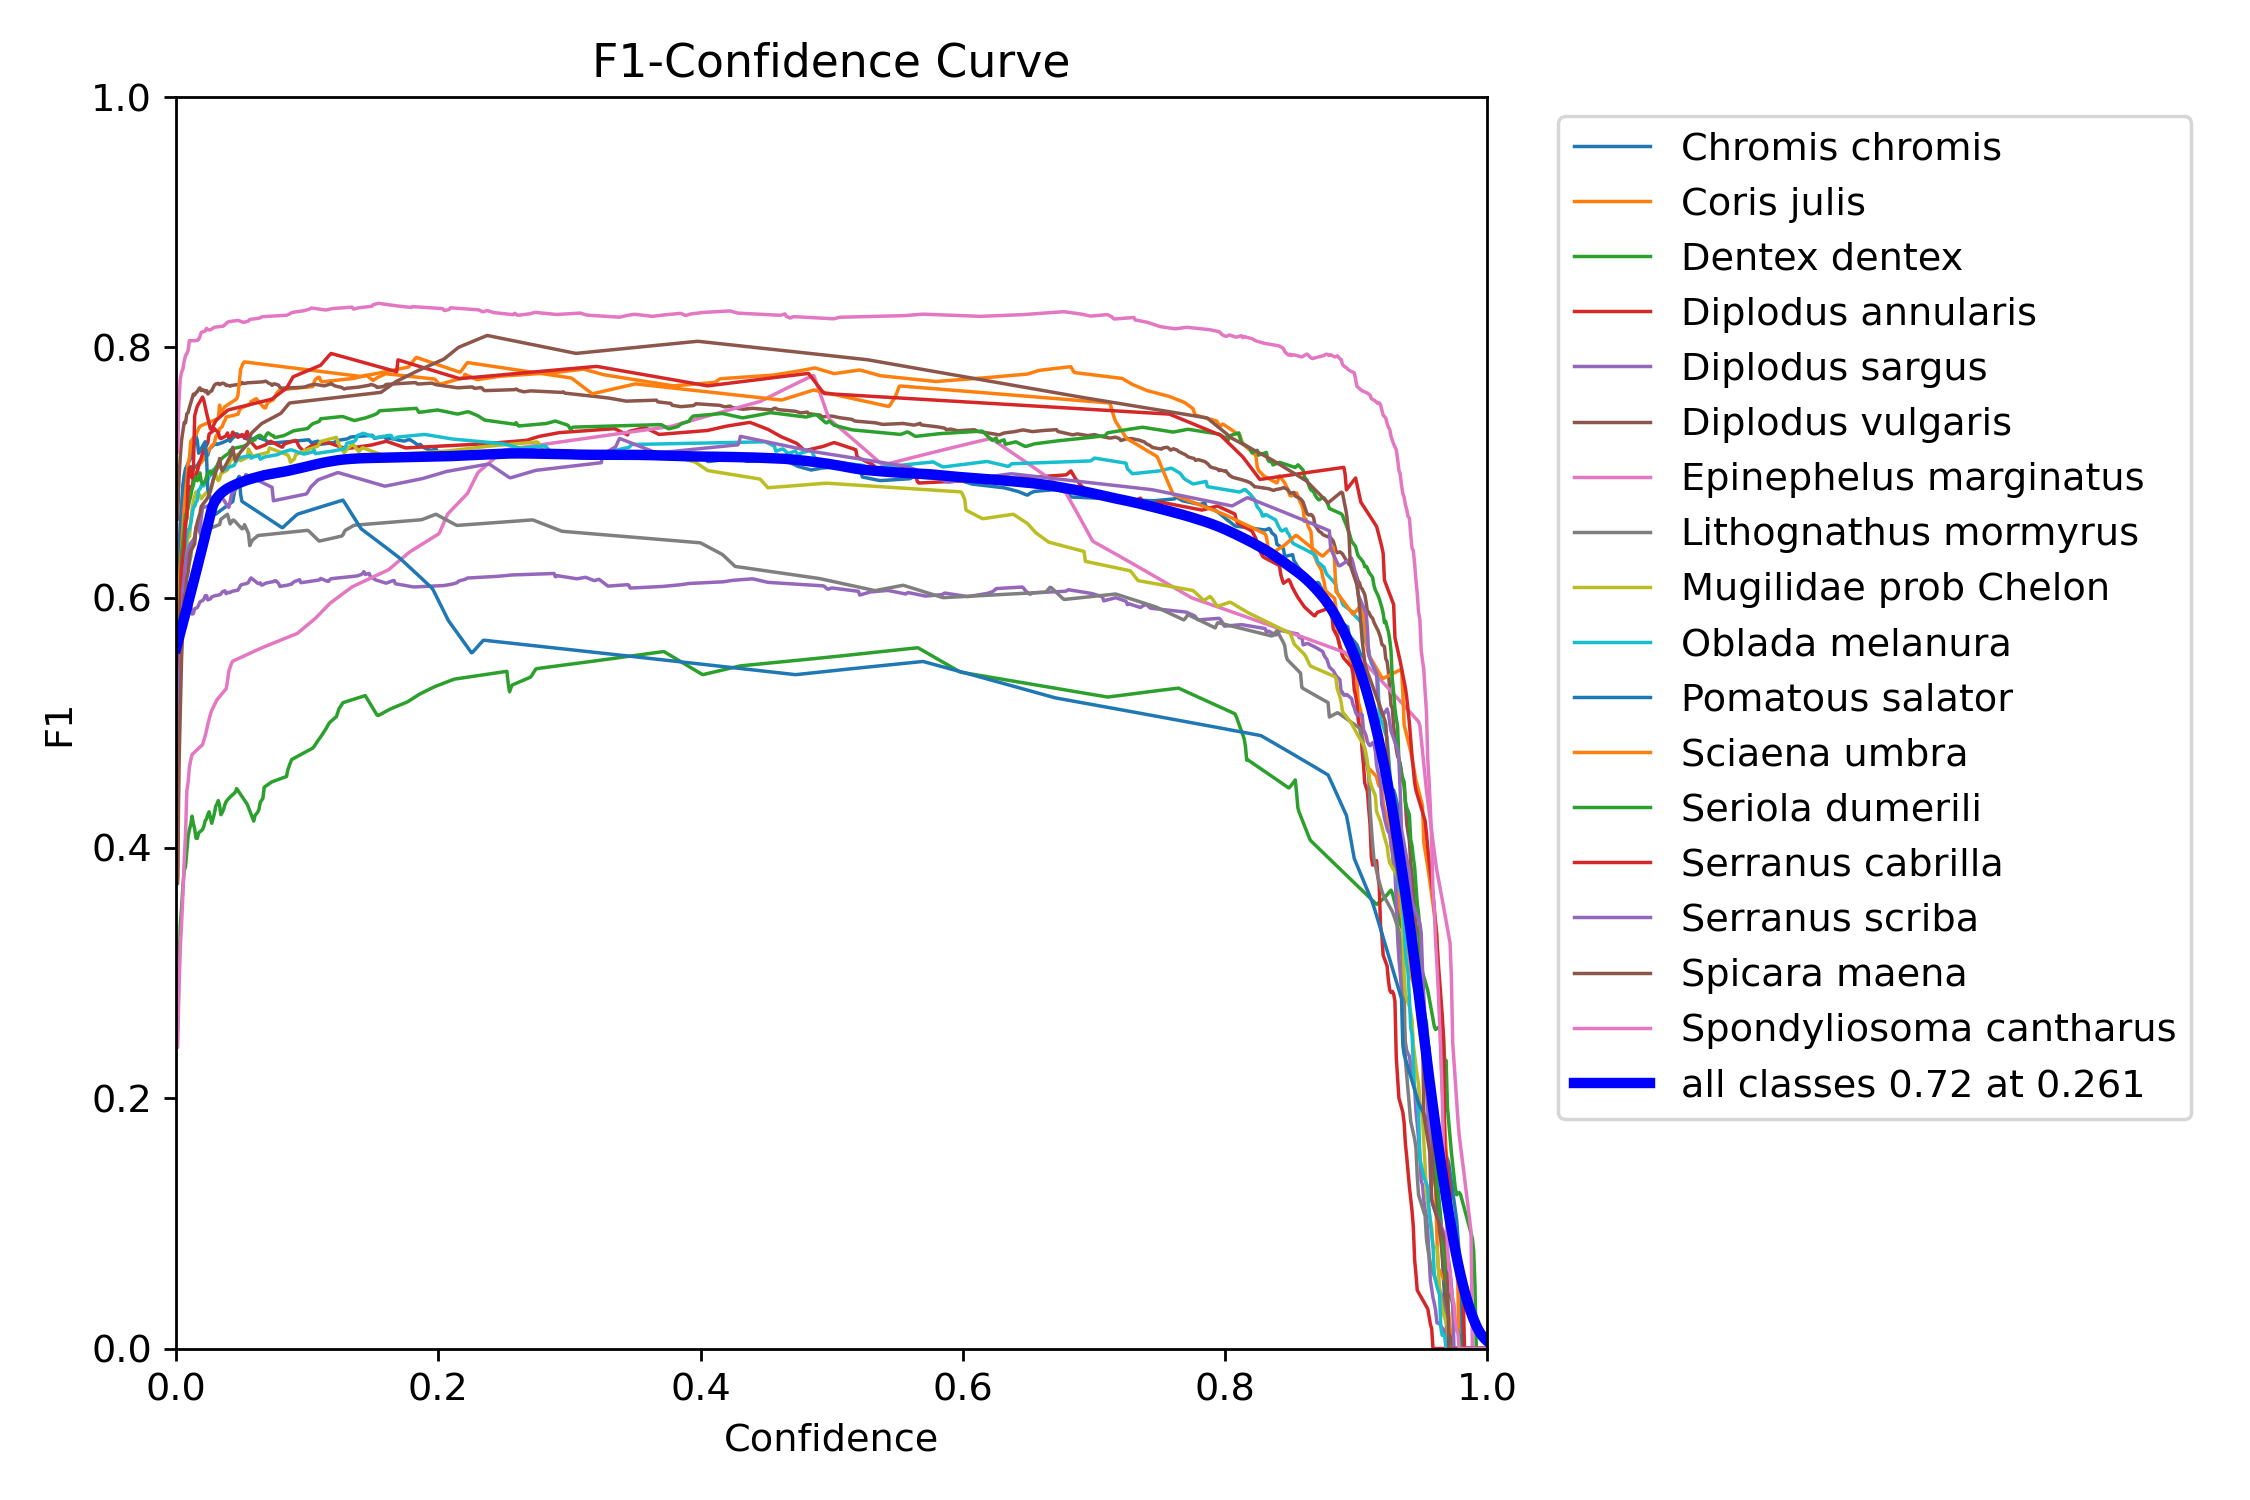 F1-Confidence Curve
1.0
0.8
0.6
0.4
0.2
0.0
F1
0.0 0.2 0.4 0.6 0.8 1.0
Confidence
Chromis chromis
Coris julis
Dentex dentex
Diplodus annularis
Diplodus sargus
Diplodus vulgaris
Epinephelus marginatus
Lithognathus mormyrus
Mugilidae prob Chelon
Oblada melanura
Pomatous salator
Sciaena umbra
Seriola dumerili
Serranus cabrilla
Serranus scriba
Spicara maena
Spondyliosoma cantharus
all classes 0.72 at 0.261